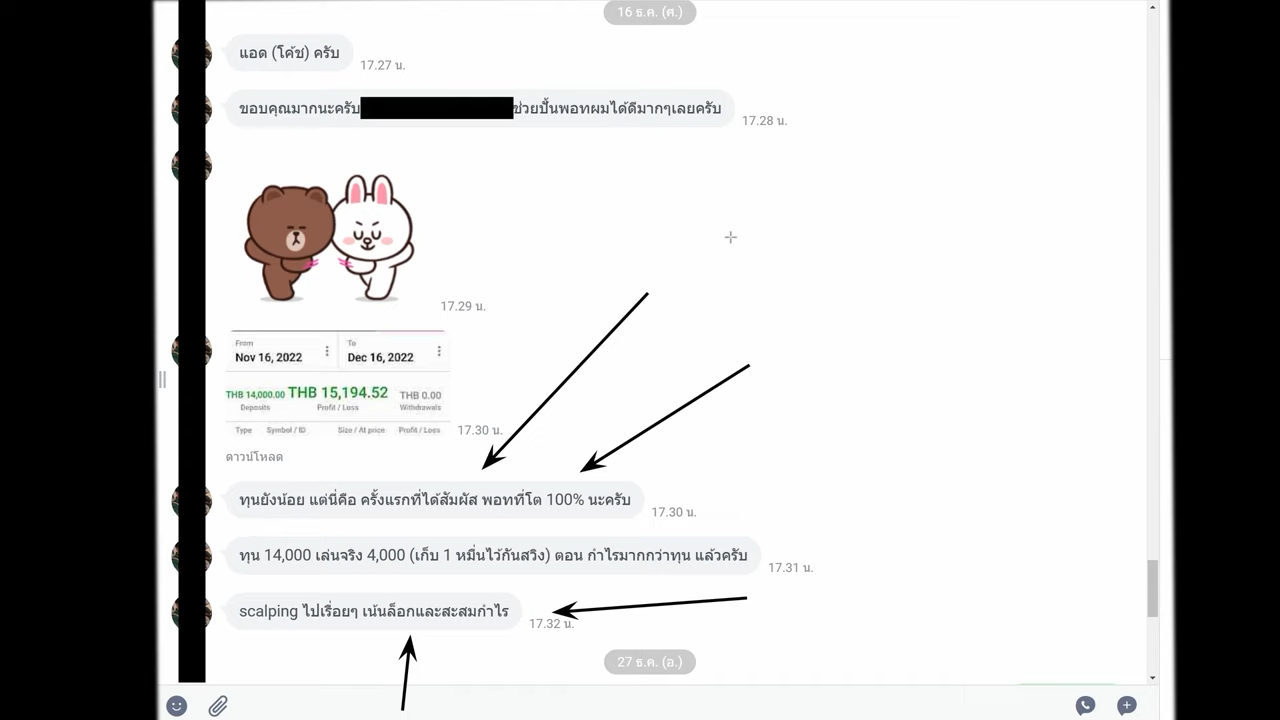 16 ธ.ค. (ศ.)
แอด (โค้ช) ครับ
17.27 น.
ขอบคุณมากนะครับ ช่วยปั้นพอทผมได้ดีมากๆเลยครับ
17.28 น.
17.29 น.
From To
Nov 16, 2022 Dec 16, 2022
THB 14,000.00 THB 15,194.52 THB 0.00
Deposits Profit / Loss Withdrawals
Type Symbol / ID Size / At price Profit / Loss
17.30 น.
ดาวน์โหลด
ทุนยังน้อย แต่นี่คือ ครั้งแรกที่ได้สัมผัส พอทที่โต 100% นะครับ
17.30 น.
ทุน 14,000 เล่นจริง 4,000 (เก็บ 1 หมื่นไว้กันสวิง) ตอน กำไรมากกว่าทุน แล้วครับ
17.31 น.
scalping ไปเรื่อยๆ เน้นล็อกและสะสมกำไร
17.32 น.
27 ธ.ค. (อ.)